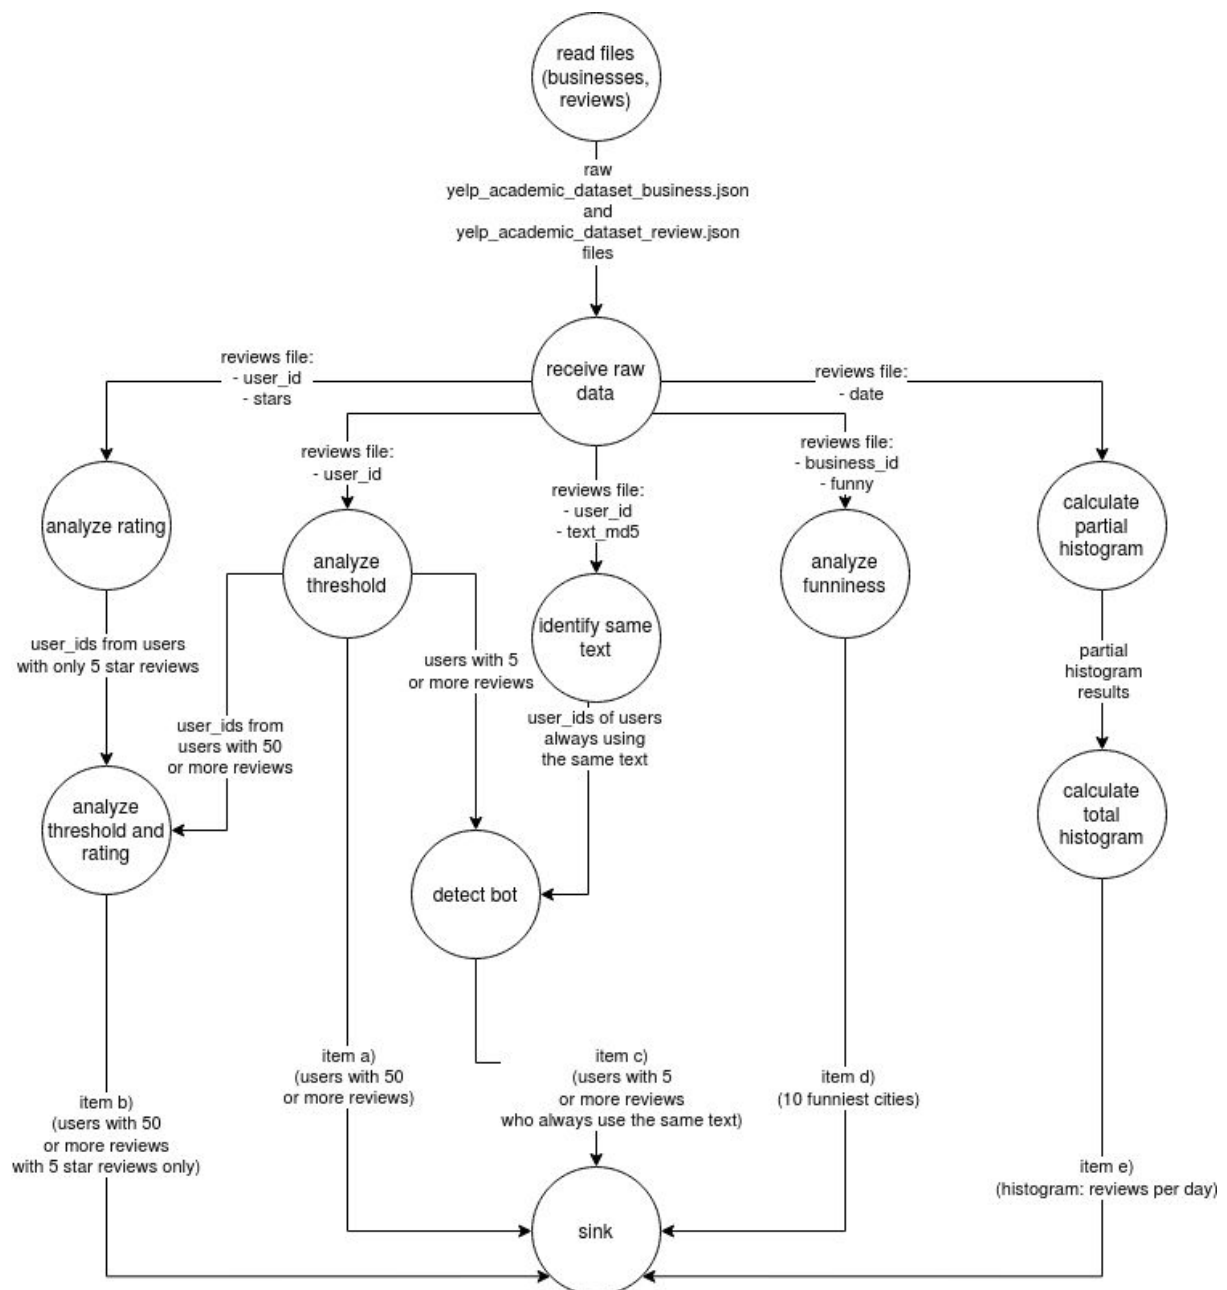 read files
(businesses,
reviews)
raw
yelp_academic_dataset_business.json
and
yelp_academic_dataset_review.json
files
receive raw
data
reviews file:
- user_id
- stars
reviews file:
- user_id
reviews file:
- user_id
- text_md5
reviews file:
- business_id
- funny
reviews file:
- date
analyze rating
analyze
threshold
identify same
text
analyze
funniness
calculate
partial
histogram
user_ids from users
with only 5 star reviews
user_ids from
users with 50
or more reviews
users with 5
or more reviews
user_ids of users
always using
the same text
partial
histogram
results
analyze
threshold and
rating
detect bot
calculate
total
histogram
item b)
(users with 50
or more reviews
with 5 star reviews only)
item a)
(users with 50
or more reviews)
item c)
(users with 5
or more reviews
who always use the same text)
item d)
(10 funniest cities)
item e)
(histogram: reviews per day)
sink